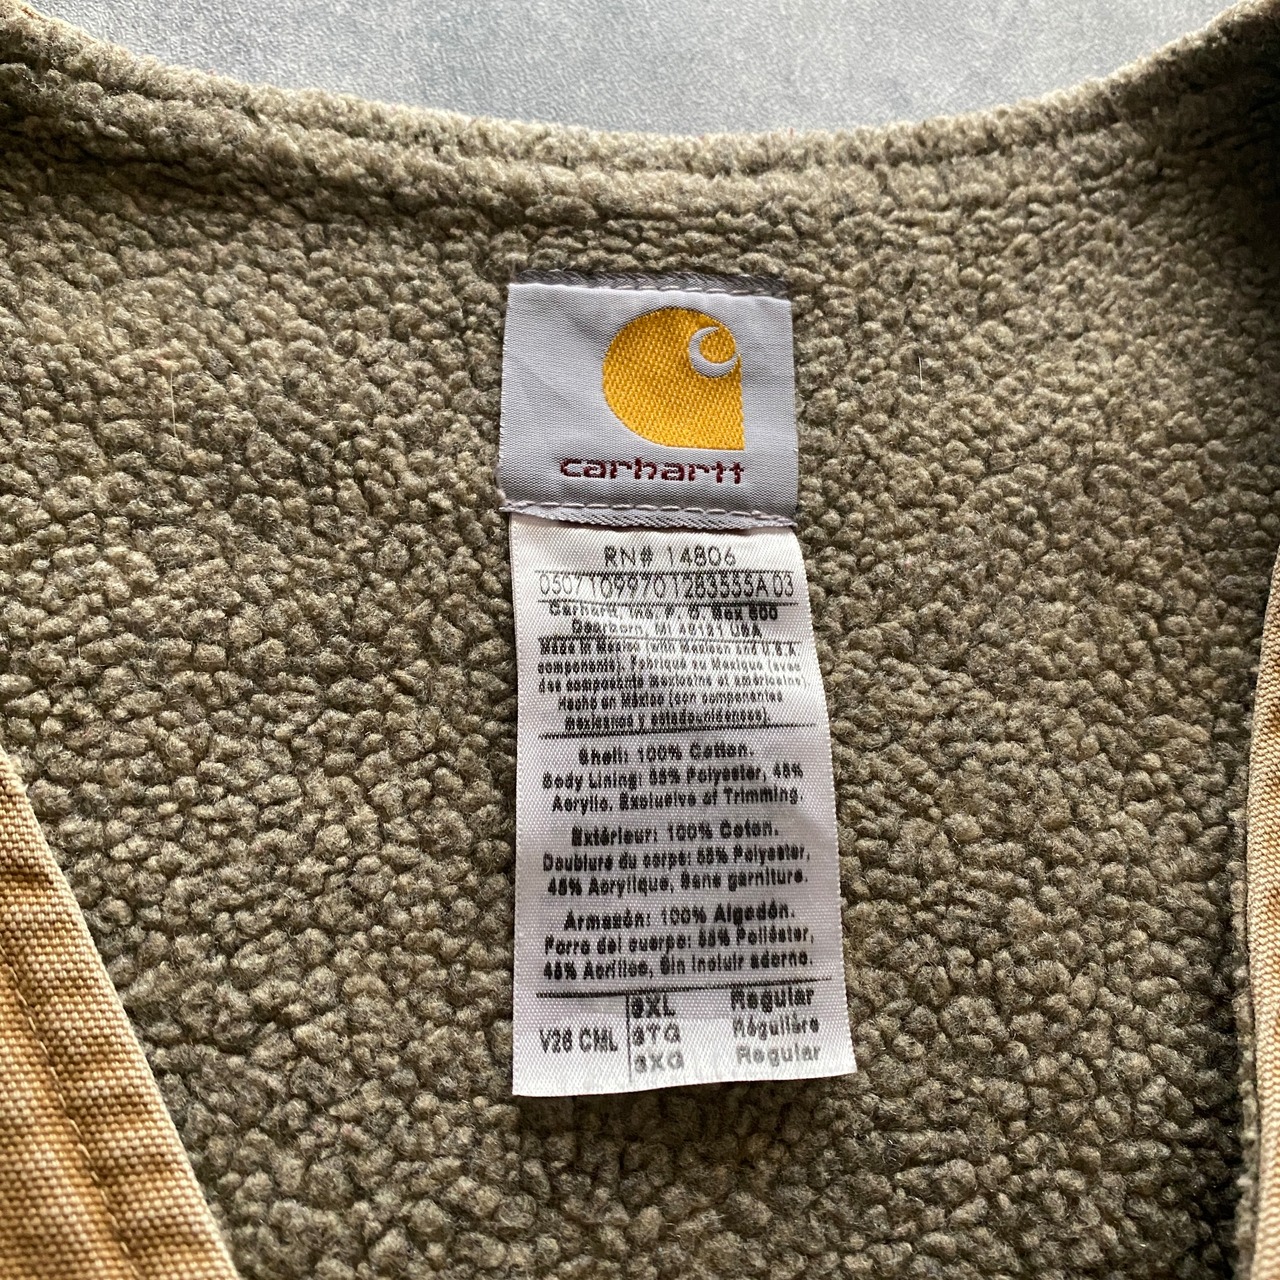 carhartt
RN# 14806
05071099701283555A 03
Carhartt, Inc. P. O. Box 600
Dearborn, MI 48121 USA
Made in Mexico (with Mexican and U.S.A.
components). Fabriqué au Mexique (avec
des composants mexicains et américains).
Hecho en México (con componentes
mexicanos y estadounidenses).
Shell: 100% Cotton.
Body Lining: 55% Polyester, 45%
Acrylic. Exclusive of Trimming.
Extérieur: 100% Coton.
Doublure du corps: 55% Polyester,
45% Acrylique, Sans garniture.
Armazón: 100% Algodón.
Forro del cuerpo: 55% Poliéster,
45% Acrílico, Sin incluir adorno.
V26 CML
3XL Regular
3TG Régulière
3XG Regular